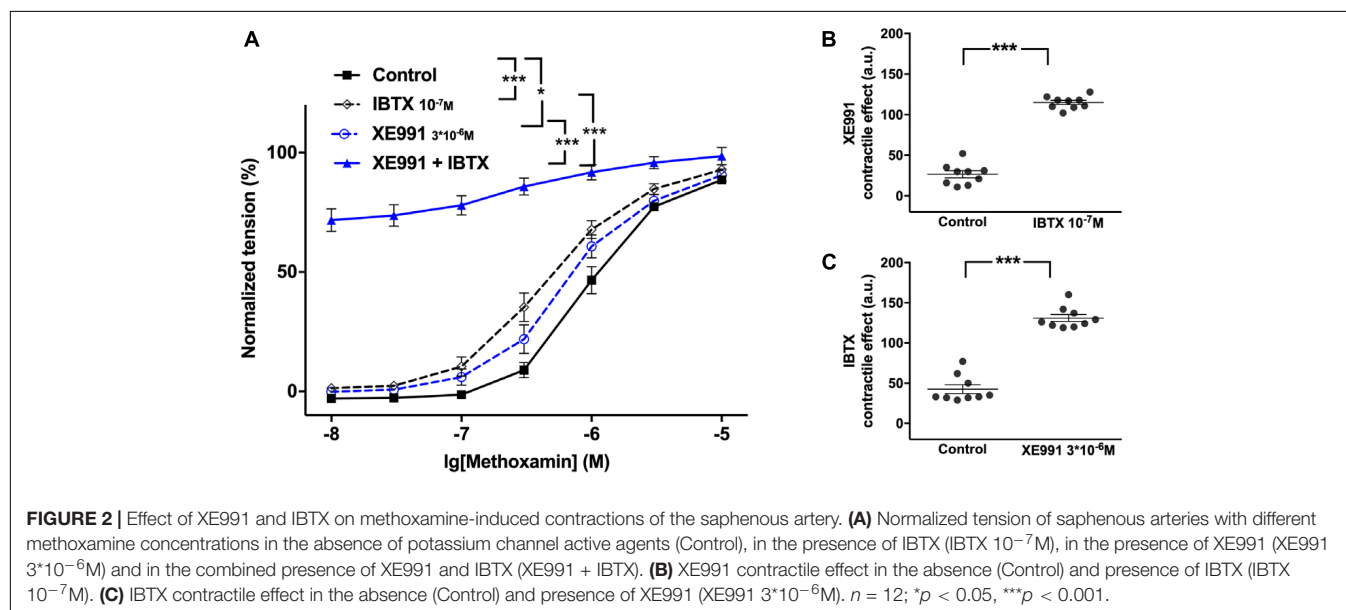 A
Control
IBTX 10⁻⁷M
XE991 3*10⁻⁶M
XE991 + IBTX
***
*
***
***
Normalized tension (%)
100
50
0
-8 -7 -6 -5
lg[Methoxamin] (M)
B
***
XE991
contractile effect (a.u.)
200
150
100
50
0
Control IBTX 10⁻⁷M
C
***
IBTX
contractile effect (a.u.)
200
150
100
50
0
Control XE991 3*10⁻⁶M
FIGURE 2 | Effect of XE991 and IBTX on methoxamine-induced contractions of the saphenous artery. (A) Normalized tension of saphenous arteries with different
methoxamine concentrations in the absence of potassium channel active agents (Control), in the presence of IBTX (IBTX 10⁻⁷M), in the presence of XE991 (XE991
3*10⁻⁶M) and in the combined presence of XE991 and IBTX (XE991 + IBTX). (B) XE991 contractile effect in the absence (Control) and presence of IBTX (IBTX
10⁻⁷M). (C) IBTX contractile effect in the absence (Control) and presence of XE991 (XE991 3*10⁻⁶M). n = 12; *p < 0.05, ***p < 0.001.